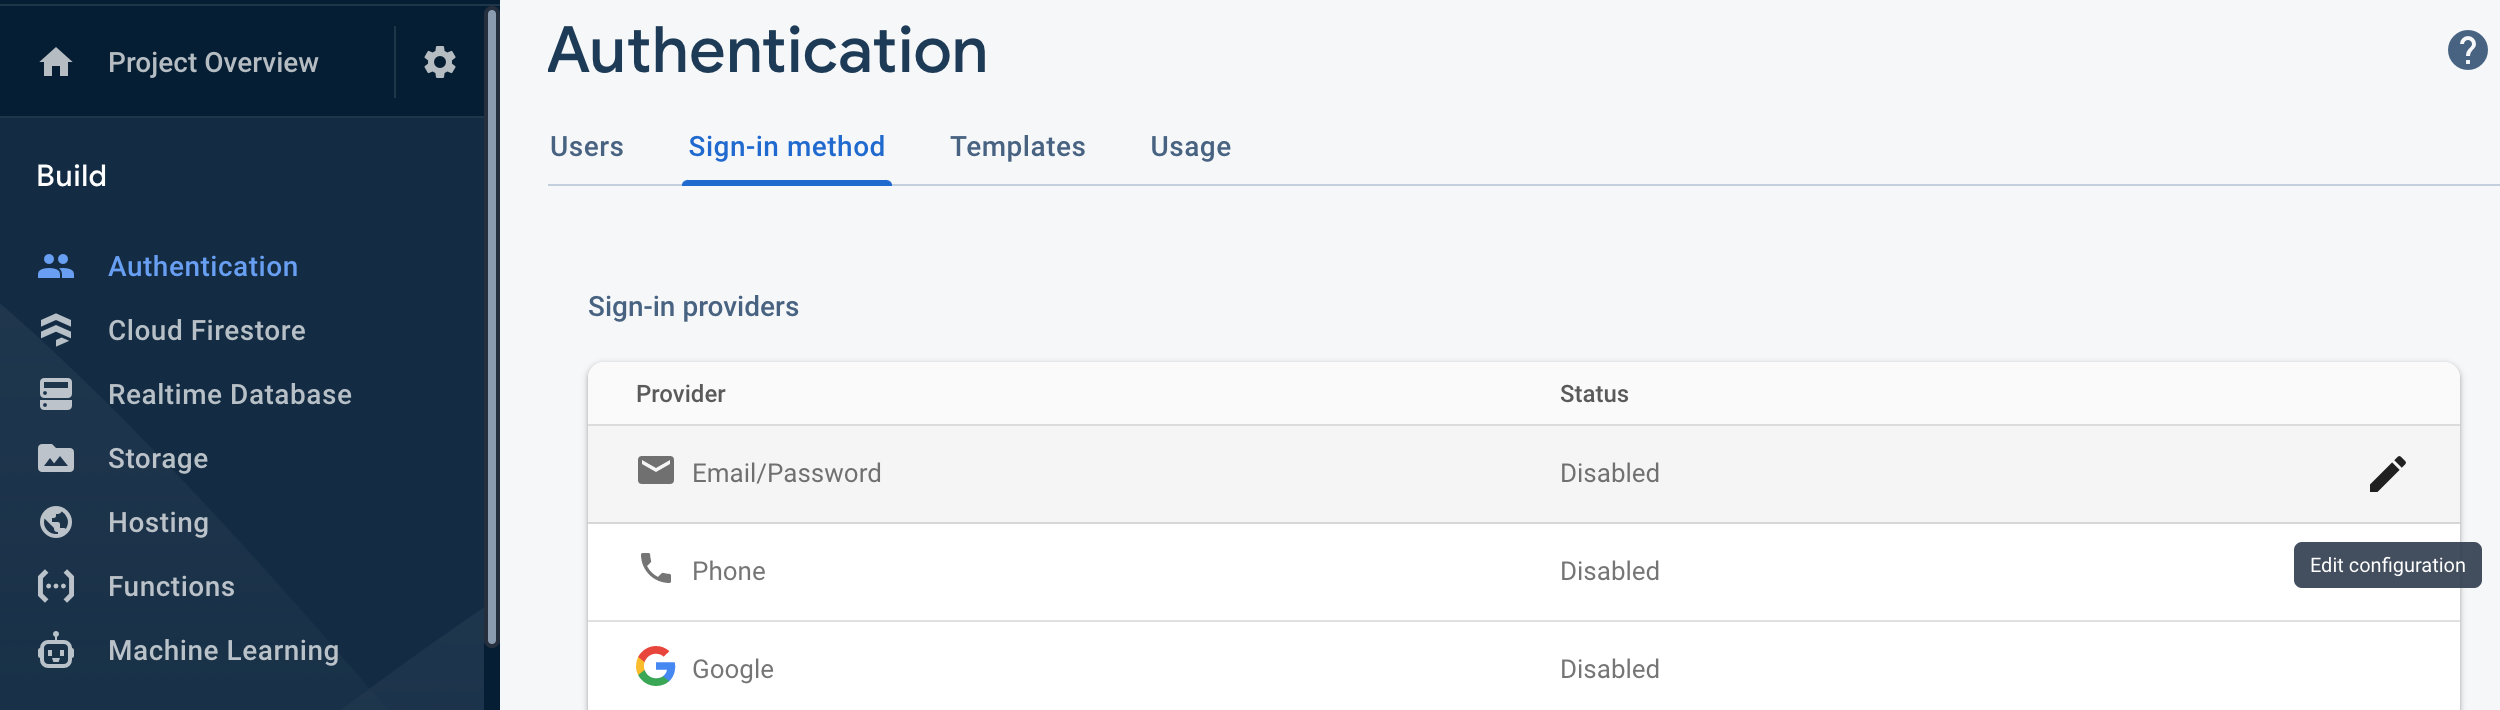 Project Overview
Build
Authentication
Cloud Firestore
Realtime Database
Storage
Hosting
Functions
Machine Learning
Authentication
?
Users Sign-in method Templates Usage
Sign-in providers
Provider Status
Email/Password Disabled
Phone Disabled
Edit configuration
Google Disabled